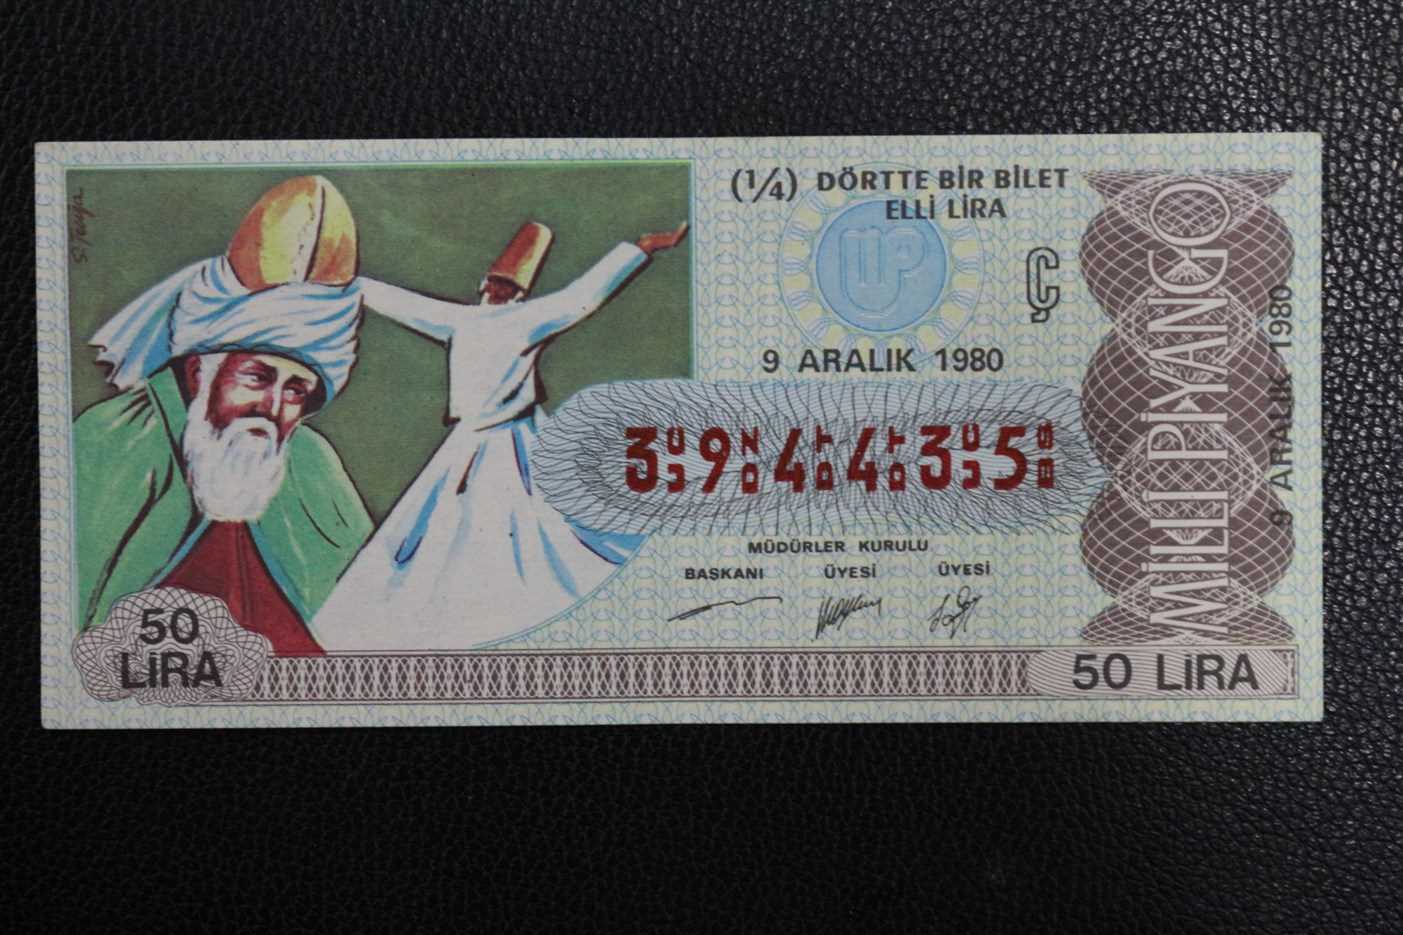 (¼) DÖRTTE BİR BİLET
ELLİ LİRA
Ç
9 ARALIK 1980
394435
MÜDÜRLER KURULU
BAŞKANI ÜYESİ ÜYESİ
50
LİRA
50 LİRA
MİLLİ PİYANGO
9 ARALIK 1980